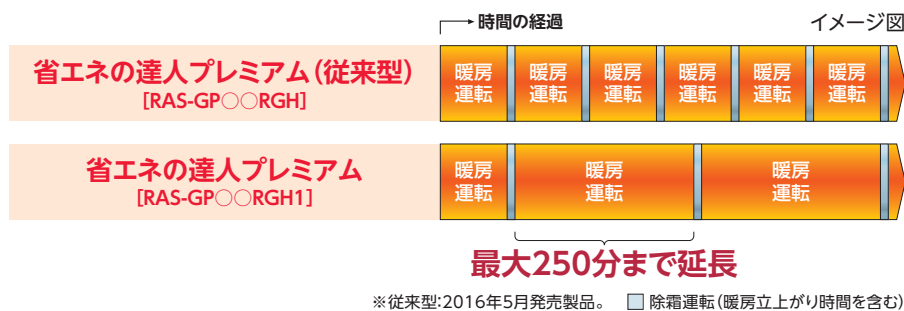 時間の経過
イメージ図
省エネの達人プレミアム(従来型)
[RAS-GP○○RGH]
暖房
運転
暖房
運転
暖房
運転
暖房
運転
暖房
運転
暖房
運転
省エネの達人プレミアム
[RAS-GP○○RGH1]
暖房
運転
暖房
運転
暖房
運転
最大250分まで延長
※従来型:2016年5月発売製品。 除霜運転(暖房立上がり時間を含む)